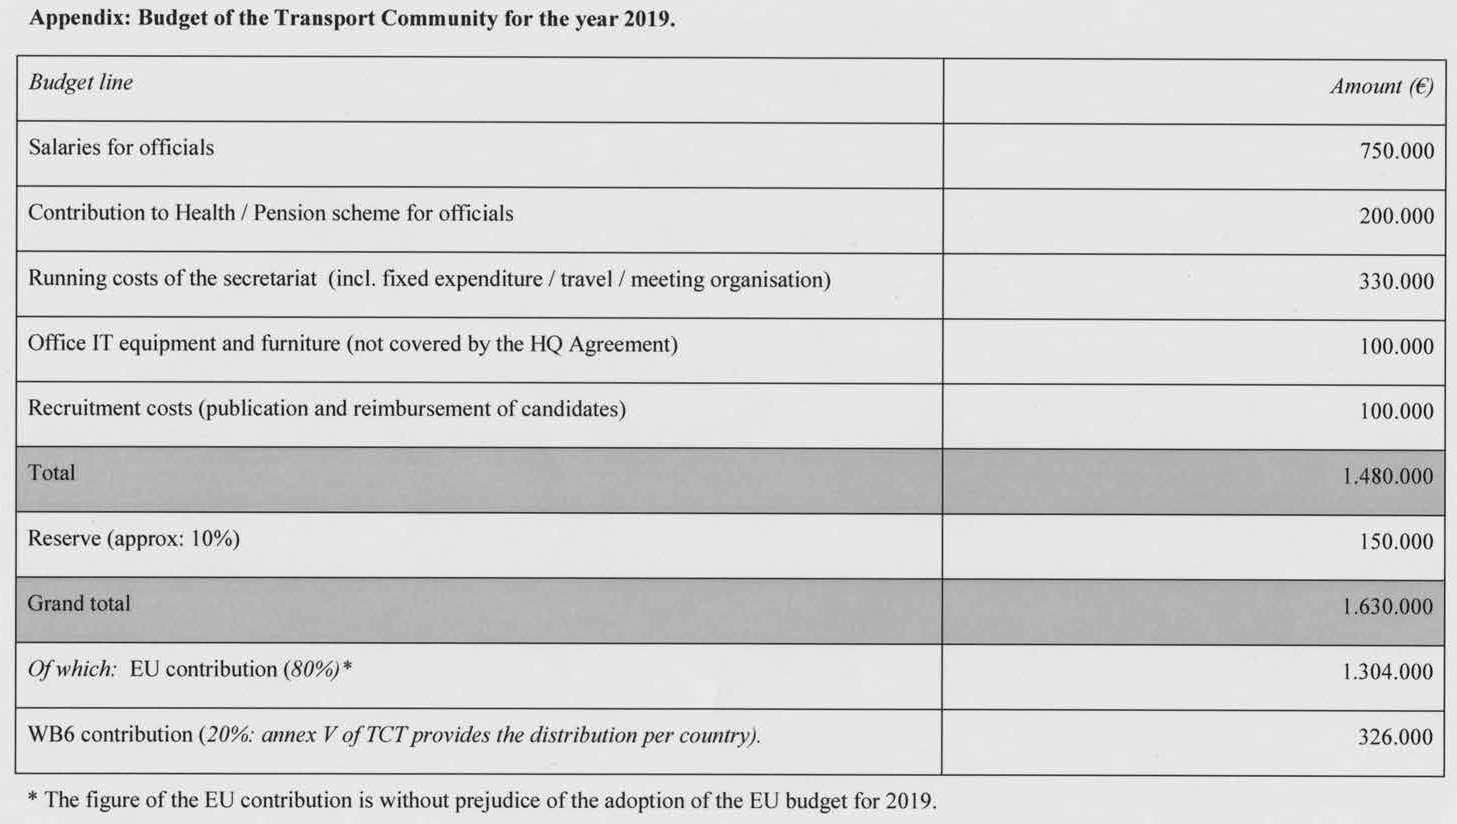 Appendix: Budget of the Transport Community for the year 2019.
Budget line Amount (€)
Salaries for officials 750.000
Contribution to Health / Pension scheme for officials 200.000
Running costs of the secretariat (incl. fixed expenditure / travel / meeting organisation) 330.000
Office IT equipment and furniture (not covered by the HQ Agreement) 100.000
Recruitment costs (publication and reimbursement of candidates) 100.000
Total 1.480.000
Reserve (approx: 10%) 150.000
Grand total 1.630.000
Of which: EU contribution (80%)* 1.304.000
WB6 contribution (20%: annex V of TCT provides the distribution per country). 326.000
* The figure of the EU contribution is without prejudice of the adoption of the EU budget for 2019.